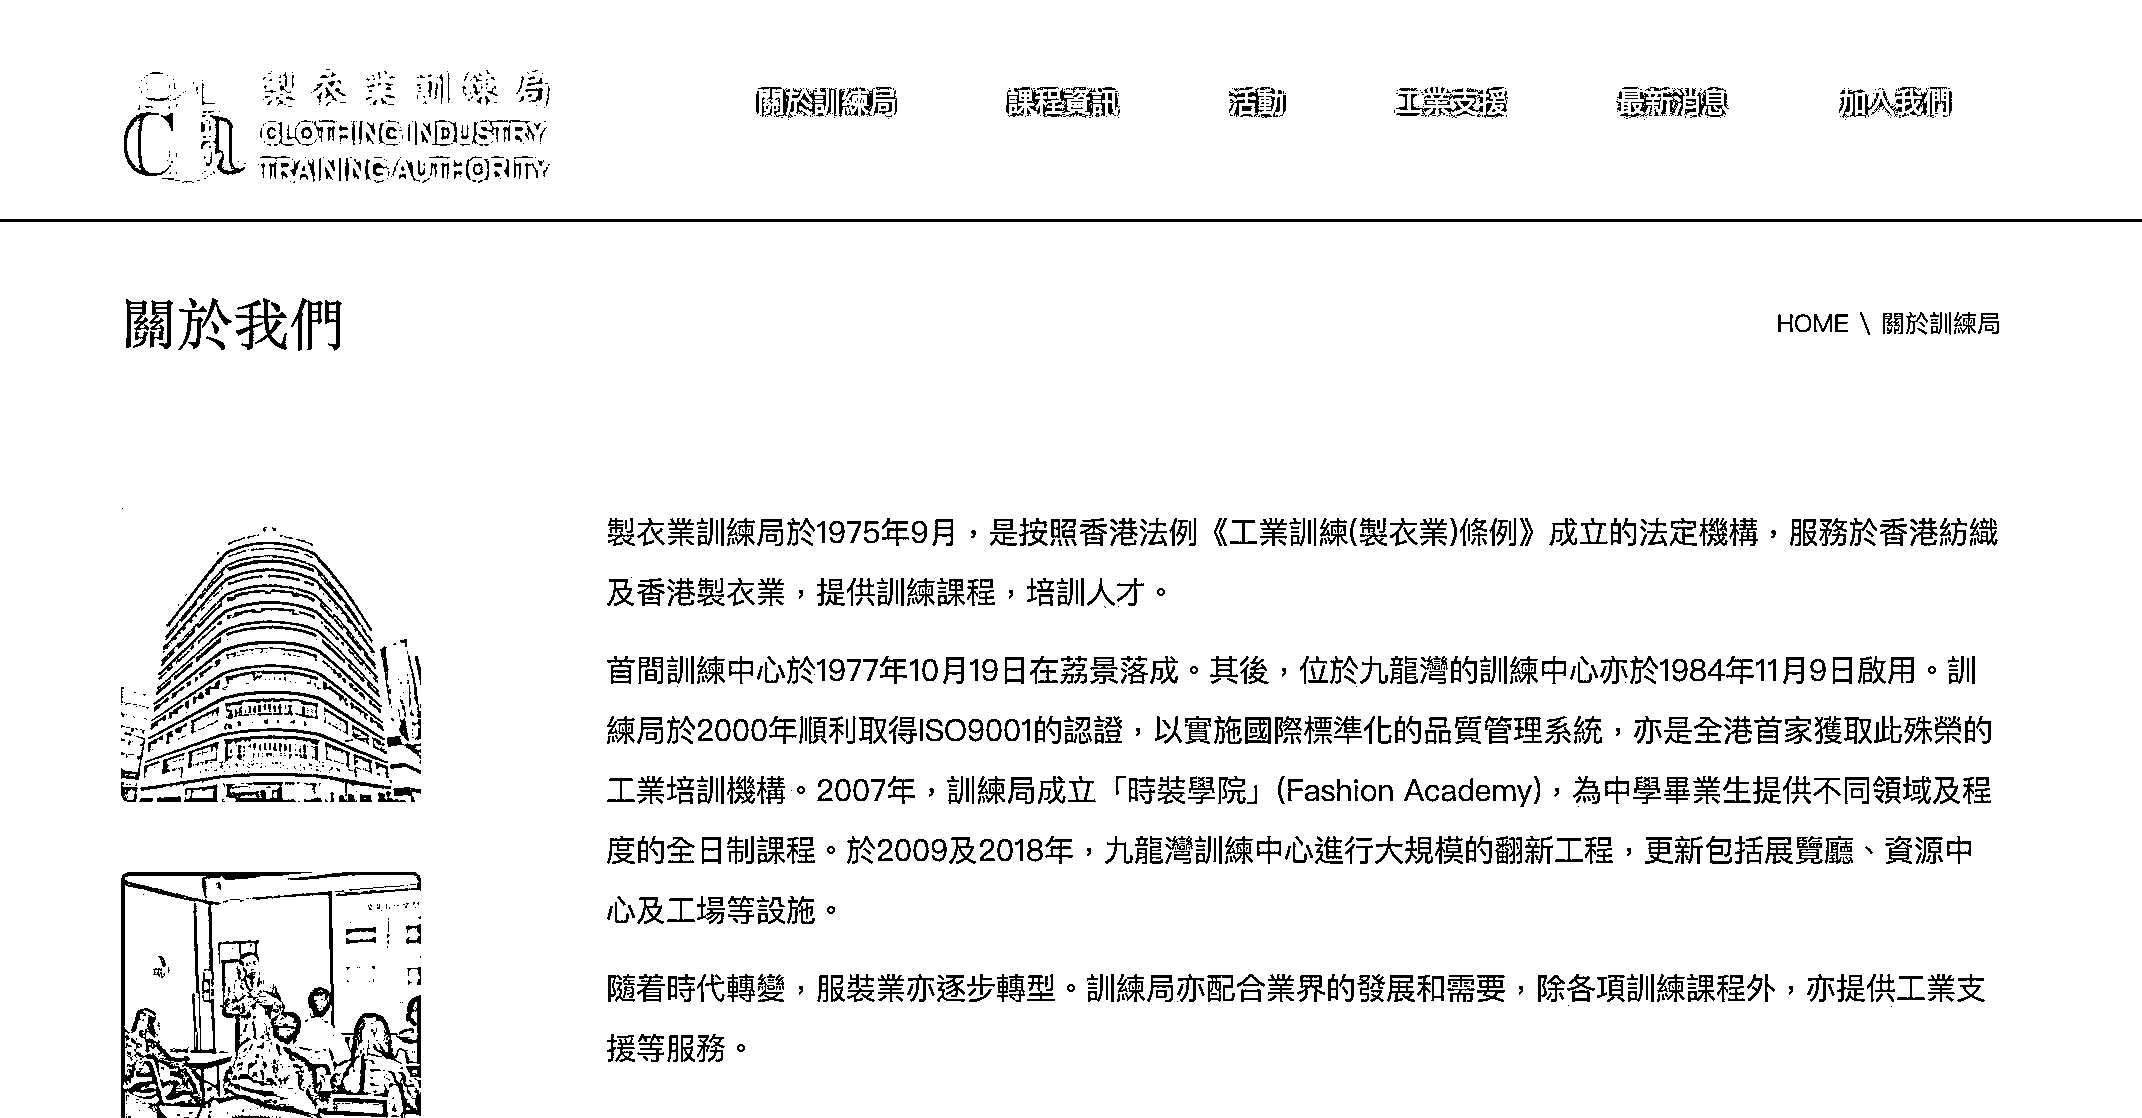 製衣業訓練局
CLOTHING INDUSTRY
TRAINING AUTHORITY
關於訓練局
課程資訊
活動
工業支援
最新消息
加入我們
關於我們
HOME \ 關於訓練局
製衣業訓練局於1975年9月，是按照香港法例《工業訓練(製衣業)條例》成立的法定機構，服務於香港紡織
及香港製衣業，提供訓練課程，培訓人才。
首間訓練中心於1977年10月19日在荔景落成。其後，位於九龍灣的訓練中心亦於1984年11月9日啟用。訓
練局於2000年順利取得ISO9001的認證，以實施國際標準化的品質管理系統，亦是全港首家獲取此殊榮的
工業培訓機構。2007年，訓練局成立「時裝學院」(Fashion Academy)，為中學畢業生提供不同領域及程
度的全日制課程。於2009及2018年，九龍灣訓練中心進行大規模的翻新工程，更新包括展覽廳、資源中
心及工場等設施。
隨着時代轉變，服裝業亦逐步轉型。訓練局亦配合業界的發展和需要，除各項訓練課程外，亦提供工業支
援等服務。